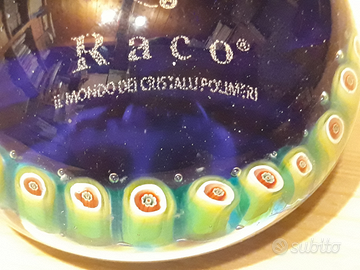 Raco®
IL MONDO DEI CRISTALLI POLIMERI
subito